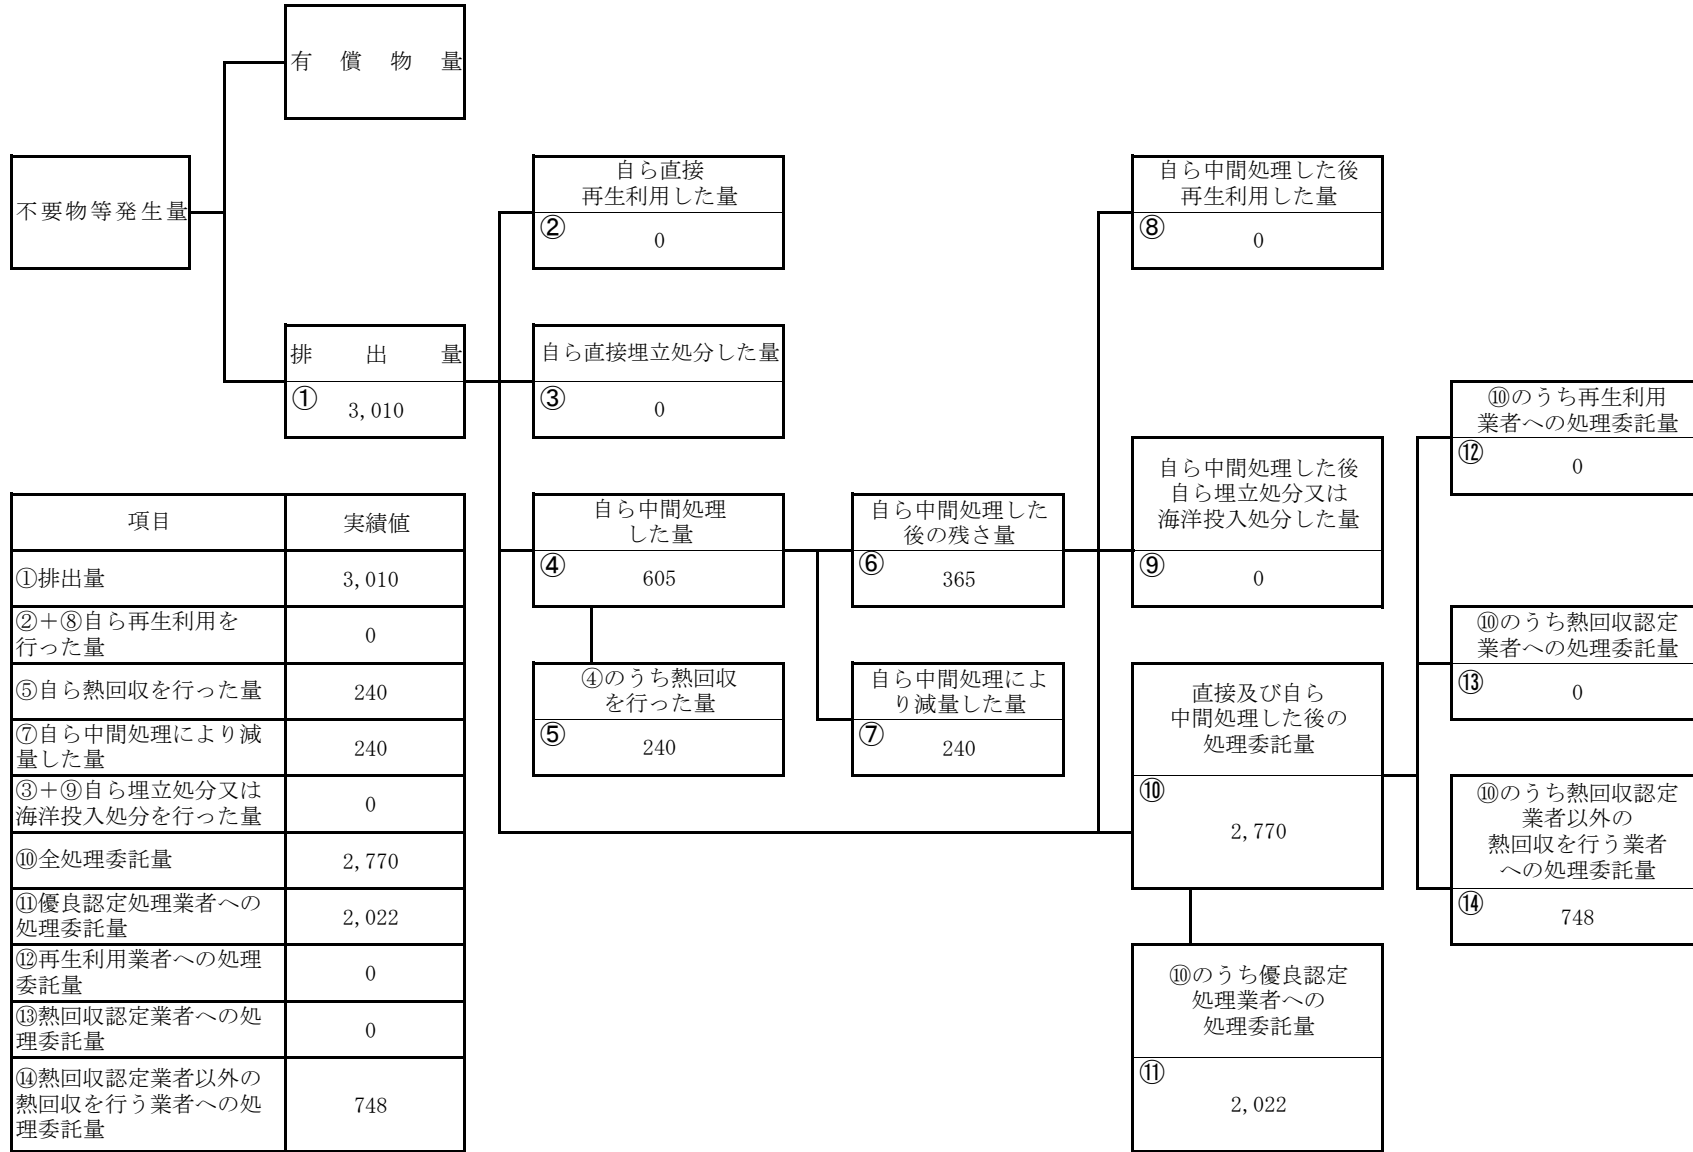 有償物量
不要物等発生量
排出量
① 3,010
自ら直接
再生利用した量
② 0
自ら直接埋立処分した量
③ 0
自ら中間処理
した量
④ 605
④のうち熱回収
を行った量
⑤ 240
自ら中間処理した
後の残さ量
⑥ 365
自ら中間処理によ
り減量した量
⑦ 240
自ら中間処理した後
再生利用した量
⑧ 0
自ら中間処理した後
自ら埋立処分又は
海洋投入処分した量
⑨ 0
直接及び自ら
中間処理した後の
処理委託量
⑩
2,770
⑩のうち優良認定
処理業者への
処理委託量
⑪
2,022
⑩のうち再生利用
業者への処理委託量
⑫ 0
⑩のうち熱回収認定
業者への処理委託量
⑬ 0
⑩のうち熱回収認定
業者以外の
熱回収を行う業者
への処理委託量
⑭ 748
項目 実績値
①排出量 3,010
②＋⑧自ら再生利用を
行った量 0
⑤自ら熱回収を行った量 240
⑦自ら中間処理により減
量した量 240
③＋⑨自ら埋立処分又は
海洋投入処分を行った量 0
⑩全処理委託量 2,770
⑪優良認定処理業者への
処理委託量 2,022
⑫再生利用業者への処理
委託量 0
⑬熱回収認定業者への処
理委託量 0
⑭熱回収認定業者以外の
熱回収を行う業者への処
理委託量 748